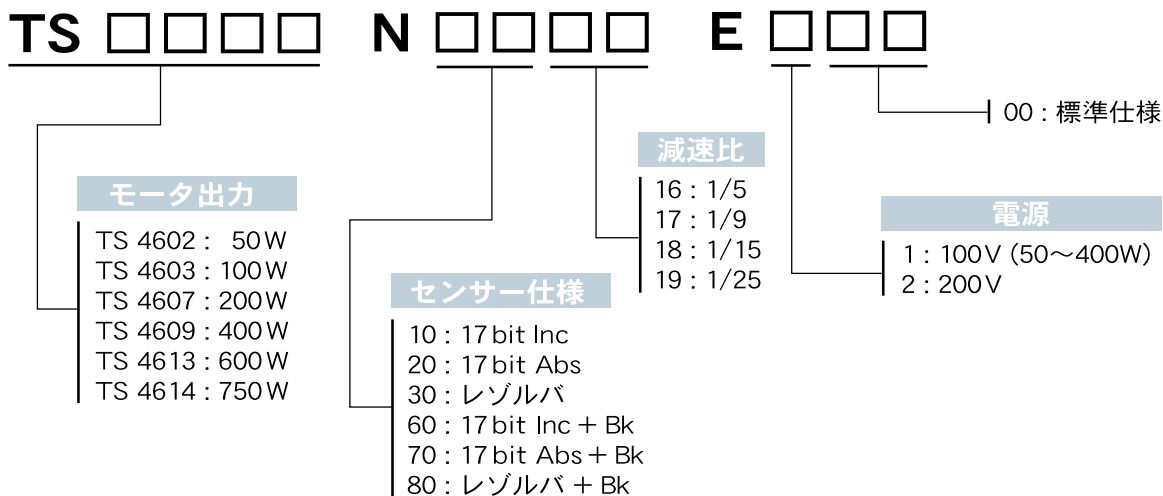 TS □□□□ N □□□□ E □□□
00 : 標準仕様
減速比
16 : 1/5
17 : 1/9
18 : 1/15
19 : 1/25
モータ出力
TS 4602 : 50W
TS 4603 : 100W
TS 4607 : 200W
TS 4609 : 400W
TS 4613 : 600W
TS 4614 : 750W
電源
1 : 100V (50〜400W)
2 : 200V
センサー仕様
10 : 17bit Inc
20 : 17bit Abs
30 : レゾルバ
60 : 17bit Inc + Bk
70 : 17bit Abs + Bk
80 : レゾルバ + Bk